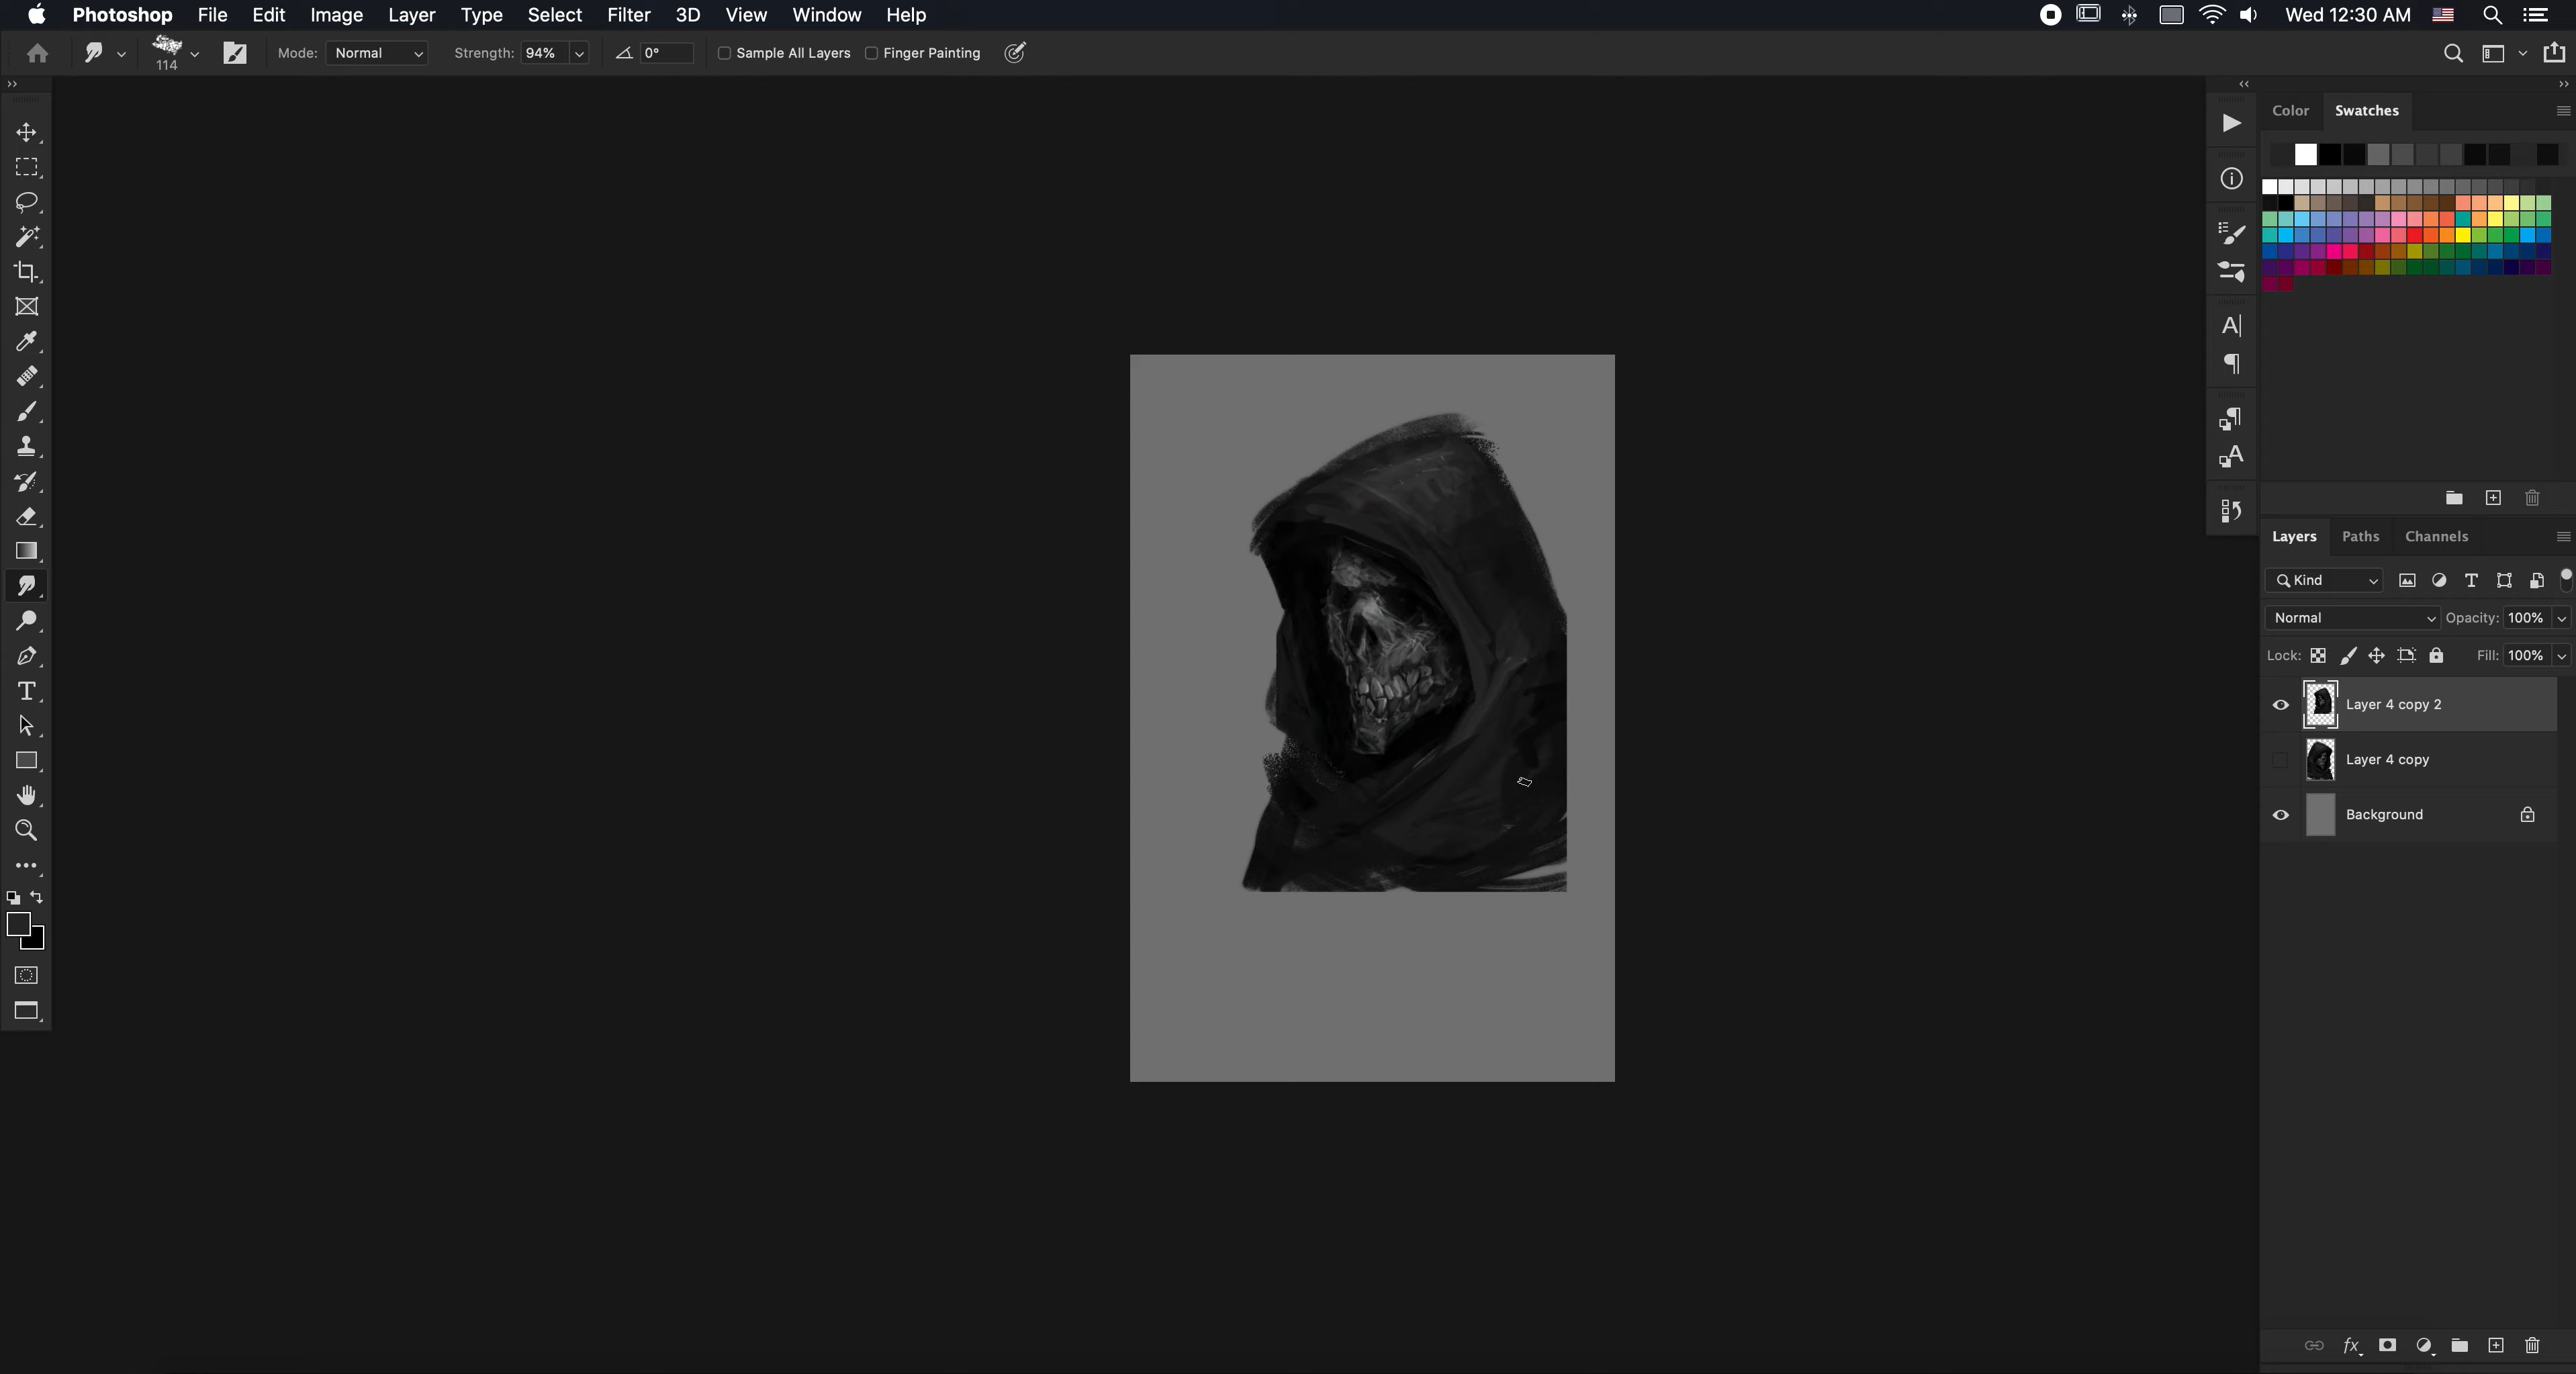 Photoshop File Edit Image Layer Type Select Filter 3D View Window Help Wed 12:30 AM
114 Mode: Normal Strength: 94% 0° Sample All Layers Finger Painting
Color Swatches
Layers Paths Channels
Kind
Normal Opacity: 100%
Lock: Fill: 100%
Layer 4 copy 2
Layer 4 copy
Background
fx